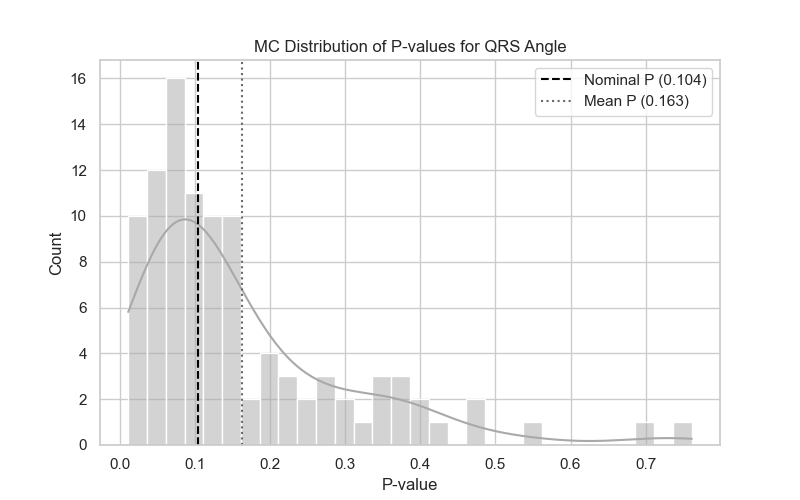 MC Distribution of P-values for QRS Angle
Nominal P (0.104)
Mean P (0.163)
Count
16
14
12
10
8
6
4
2
0
0.0 0.1 0.2 0.3 0.4 0.5 0.6 0.7
P-value